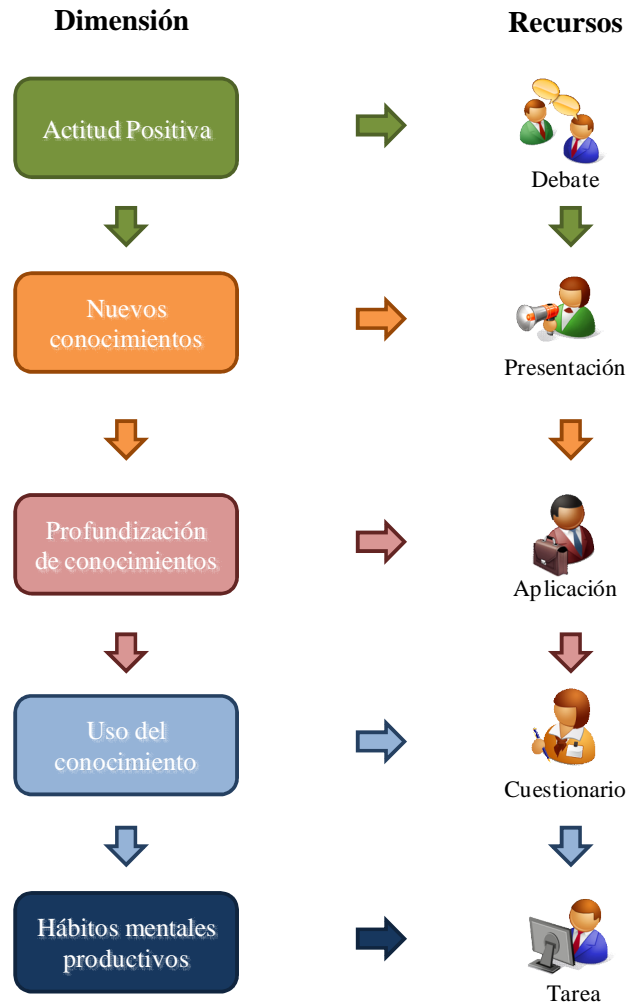 Dimensión
Recursos
Actitud Positiva
Debate
Nuevos
conocimientos
Presentación
Profundización
de conocimientos
Aplicación
Uso del
conocimiento
Cuestionario
Hábitos mentales
productivos
Tarea